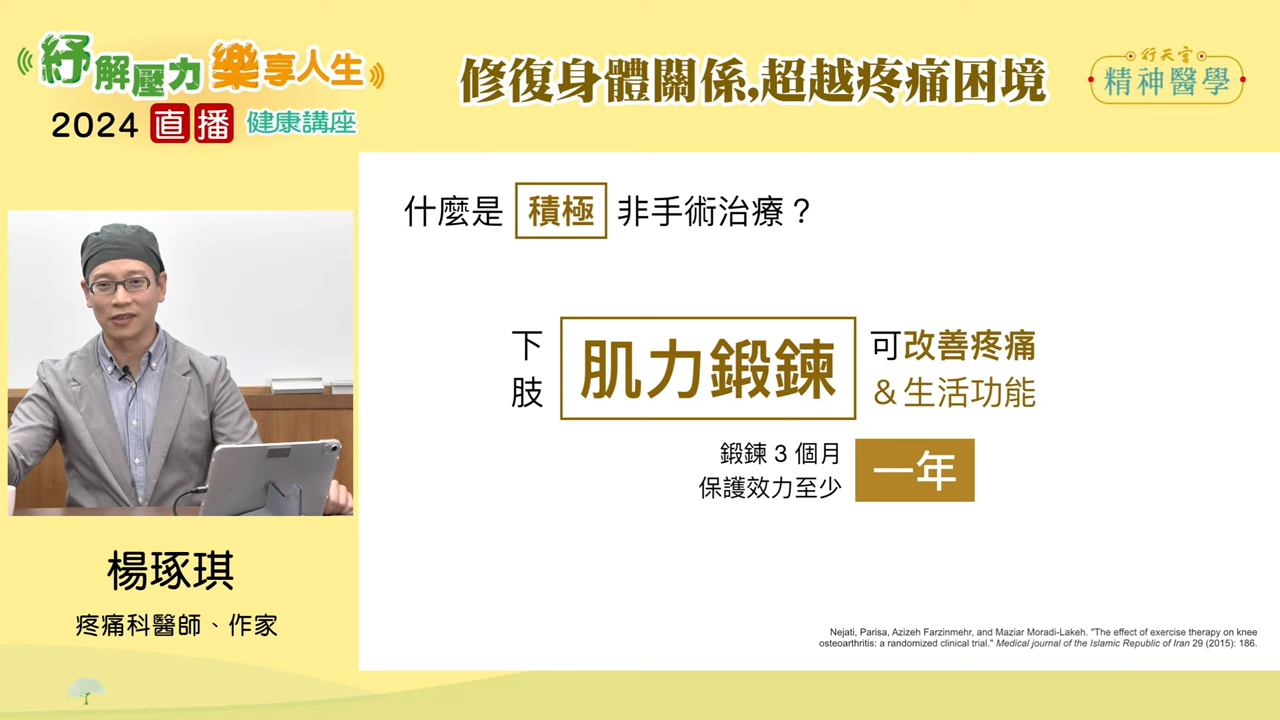 紓解壓力 樂享人生
2024 直播 健康講座
修復身體關係,超越疼痛困境
行天宮
精神醫學
什麼是 積極 非手術治療？
下肢
肌力鍛鍊
可改善疼痛
＆生活功能
鍛鍊 3 個月
保護效力至少
一年
楊琢琪
疼痛科醫師、作家
Nejati, Parisa, Azizeh Farzinmehr, and Maziar Moradi-Lakeh. "The effect of exercise therapy on knee
osteoarthritis: a randomized clinical trial." Medical journal of the Islamic Republic of Iran 29 (2015): 186.